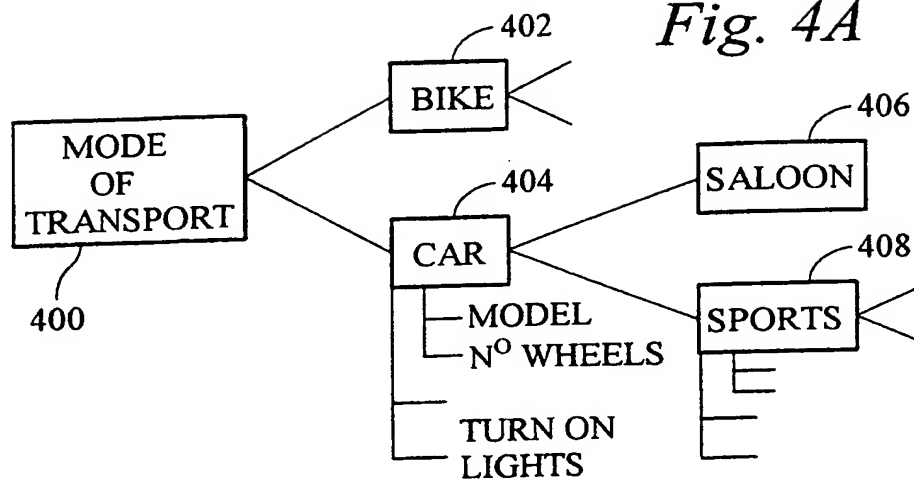 Fig. 4A
402
BIKE
406
MODE
OF
TRANSPORT
SALOON
404
CAR
408
400
MODEL
SPORTS
Nº WHEELS
TURN ON
LIGHTS